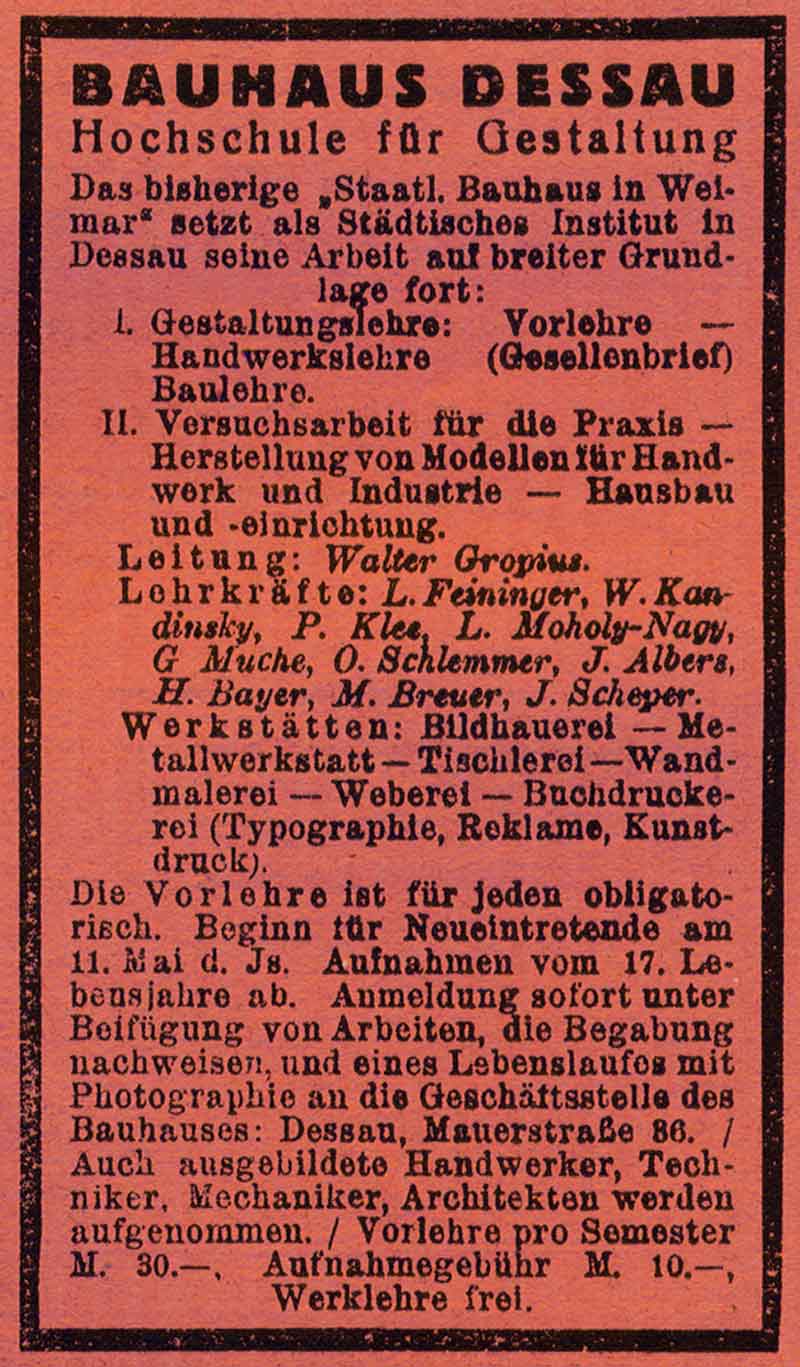 BAUHAUS DESSAU
Hochschule für Gestaltung
Das bisherige „Staatl. Bauhaus in Wei-
mar“ setzt als Städtisches Institut in
Dessau seine Arbeit auf breiter Grund-
lage fort:
I. Gestaltungslehre: Vorlehre —
Handwerkslehre (Gesellenbrief)
Baulehre.
II. Versuchsarbeit für die Praxis —
Herstellung von Modellen für Hand-
werk und Industrie — Hausbau
und -einrichtung.
Leitung: Walter Gropius.
Lehrkräfte: L. Feininger, W. Kan-
dinsky, P. Klee, L. Moholy-Nagy,
G Muche, O. Schlemmer, J. Albers,
H. Bayer, M. Breuer, J. Scheper.
Werkstätten: Bildhauerei — Me-
tallwerkstatt — Tischlerei — Wand-
malerei — Weberei — Buchdrucke-
rei (Typographie, Reklame, Kunst-
druck).
Die Vorlehre ist für jeden obligato-
risch. Beginn für Neueintretende am
11. Mai d. Js. Aufnahmen vom 17. Le-
bensjahre ab. Anmeldung sofort unter
Beifügung von Arbeiten, die Begabung
nachweisen, und eines Lebenslaufes mit
Photographie an die Geschäftsstelle des
Bauhauses: Dessau, Mauerstraße 36. /
Auch ausgebildete Handwerker, Tech-
niker, Mechaniker, Architekten werden
aufgenommen. / Vorlehre pro Semester
M. 30.—, Aufnahmegebühr M. 10.—,
Werklehre frei.